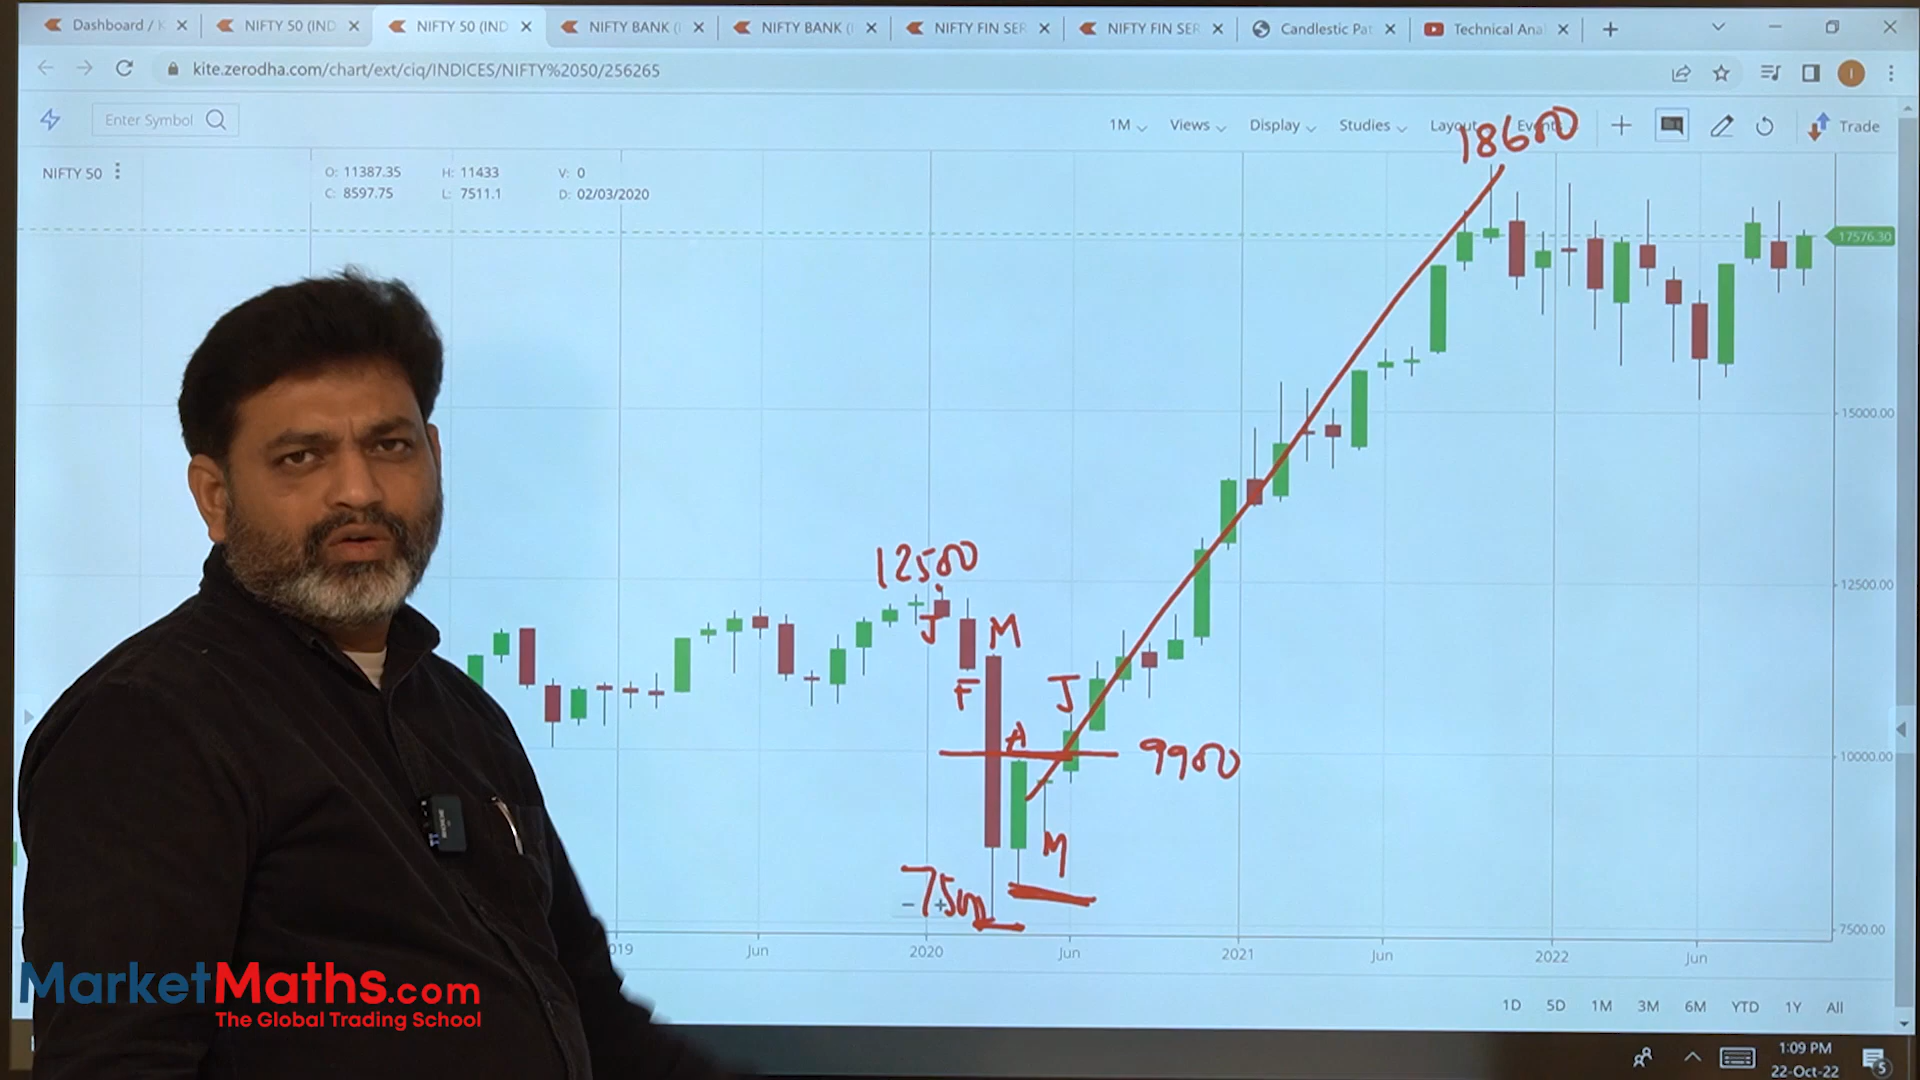 Dashboard / K
NIFTY 50 (IND
NIFTY 50 (IND
NIFTY BANK (
NIFTY BANK (
NIFTY FIN SER
NIFTY FIN SER
Candlestic Pat
Technical Ana
kite.zerodha.com/chart/ext/ciq/INDICES/NIFTY%2050/256265
I
Enter Symbol
1M Views Display Studies Layout Events
Trade
18600
NIFTY 50
O: 11387.35 H: 11433 V: 0
C: 8597.75 L: 7511.1 D: 02/03/2020
17576.30
15000.00
12500
12500.00
J M
F J
A
9900
10000.00
M
7500
7500.00
019 Jun 2020 Jun 2021 Jun 2022 Jun
MarketMaths.com
The Global Trading School
1D 5D 1M 3M 6M YTD 1Y All
1:09 PM
22-Oct-22
5